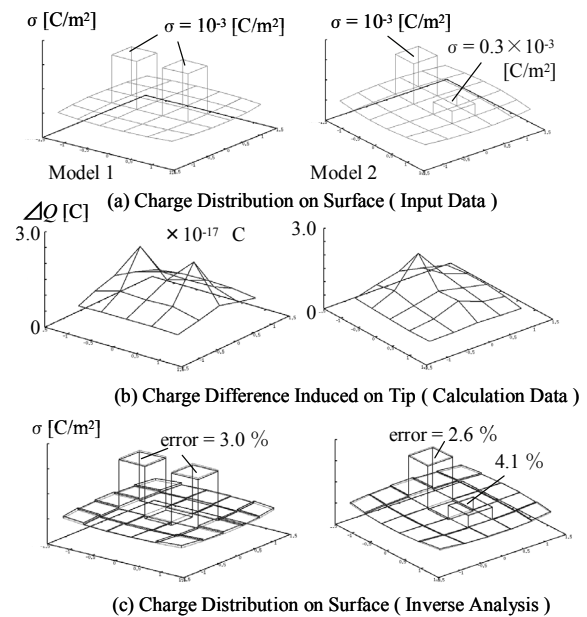 σ [C/m²]
σ = 10⁻³ [C/m²]
σ = 10⁻³ [C/m²]
σ = 0.3×10⁻³
[C/m²]
Model 1
Model 2
(a) Charge Distribution on Surface ( Input Data )
⊿Q [C]
3.0
×10⁻¹⁷ C
3.0
0
0
(b) Charge Difference Induced on Tip ( Calculation Data )
σ [C/m²]
error = 3.0 %
error = 2.6 %
4.1 %
(c) Charge Distribution on Surface ( Inverse Analysis )